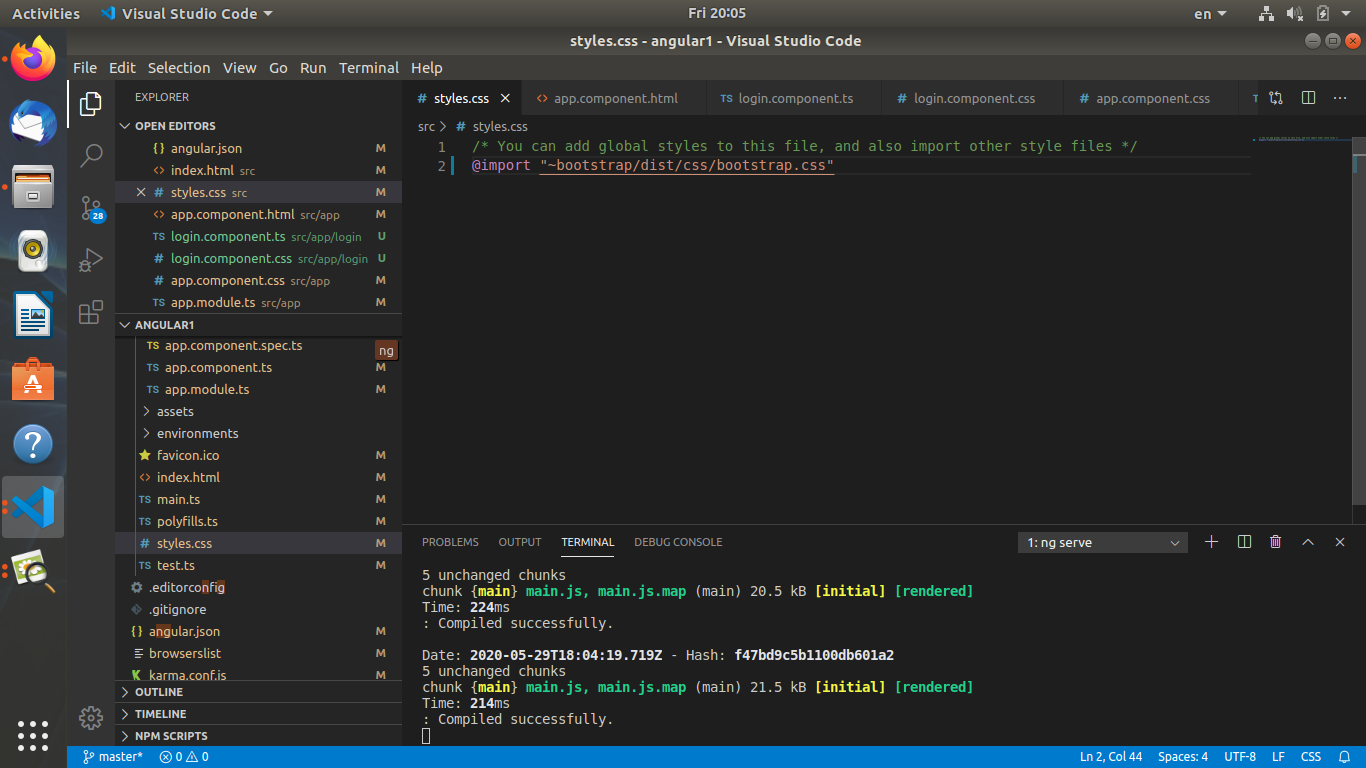 Activities Visual Studio Code Fri 20:05 en
styles.css - angular1 - Visual Studio Code
File Edit Selection View Go Run Terminal Help
EXPLORER
OPEN EDITORS
{} angular.json M
<> index.html src M
# styles.css src M
<> app.component.html src/app M
TS login.component.ts src/app/login U
# login.component.css src/app/login U
# app.component.css src/app M
TS app.module.ts src/app M
28
ANGULAR1
TS app.component.spec.ts
ng
TS app.component.ts M
TS app.module.ts M
assets
environments
favicon.ico M
<> index.html M
TS main.ts M
TS polyfills.ts M
# styles.css M
TS test.ts M
.editorconfig
.gitignore
{} angular.json M
browserslist M
karma.conf.js M
OUTLINE
TIMELINE
NPM SCRIPTS
# styles.css <> app.component.html TS login.component.ts # login.component.css # app.component.css
src > # styles.css
1 /* You can add global styles to this file, and also import other style files */
2 @import "~bootstrap/dist/css/bootstrap.css"
PROBLEMS OUTPUT TERMINAL DEBUG CONSOLE 1: ng serve
5 unchanged chunks
chunk {main} main.js, main.js.map (main) 20.5 kB [initial] [rendered]
Time: 224ms
: Compiled successfully.
Date: 2020-05-29T18:04:19.719Z - Hash: f47bd9c5b1100db601a2
5 unchanged chunks
chunk {main} main.js, main.js.map (main) 21.5 kB [initial] [rendered]
Time: 214ms
: Compiled successfully.
master* 0 0 Ln 2, Col 44 Spaces: 4 UTF-8 LF CSS